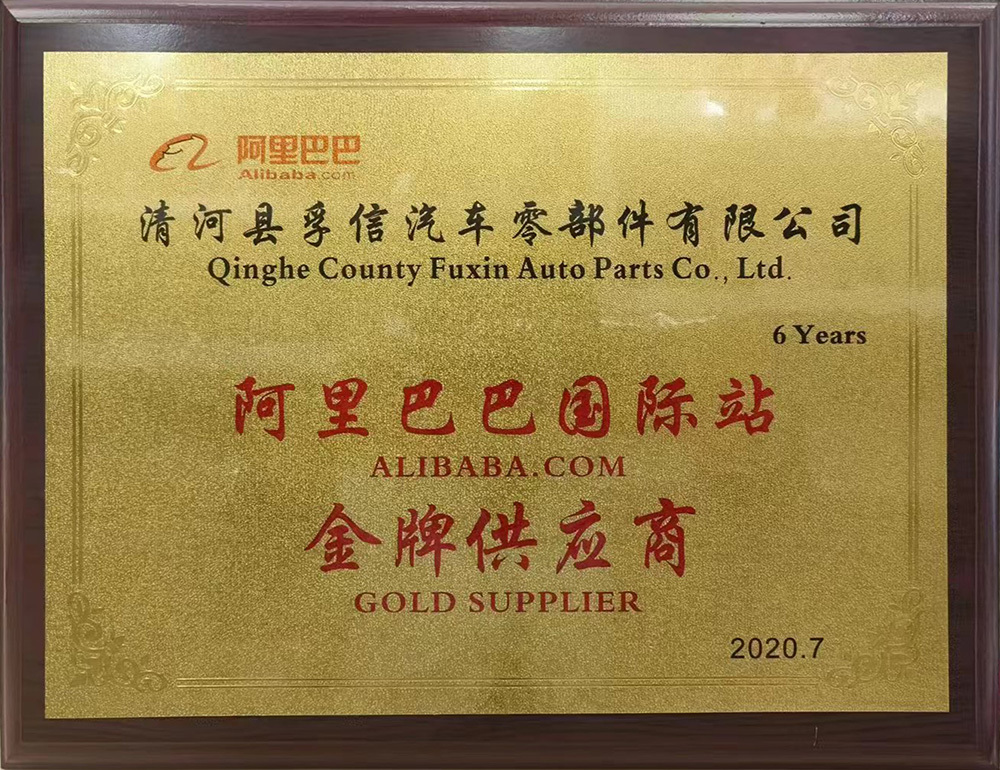 阿里巴巴
Alibaba.com
清河县孚信汽车零部件有限公司
Qinghe County Fuxin Auto Parts Co., Ltd.
6 Years
阿里巴巴国际站
ALIBABA.COM
金牌供应商
GOLD SUPPLIER
2020.7